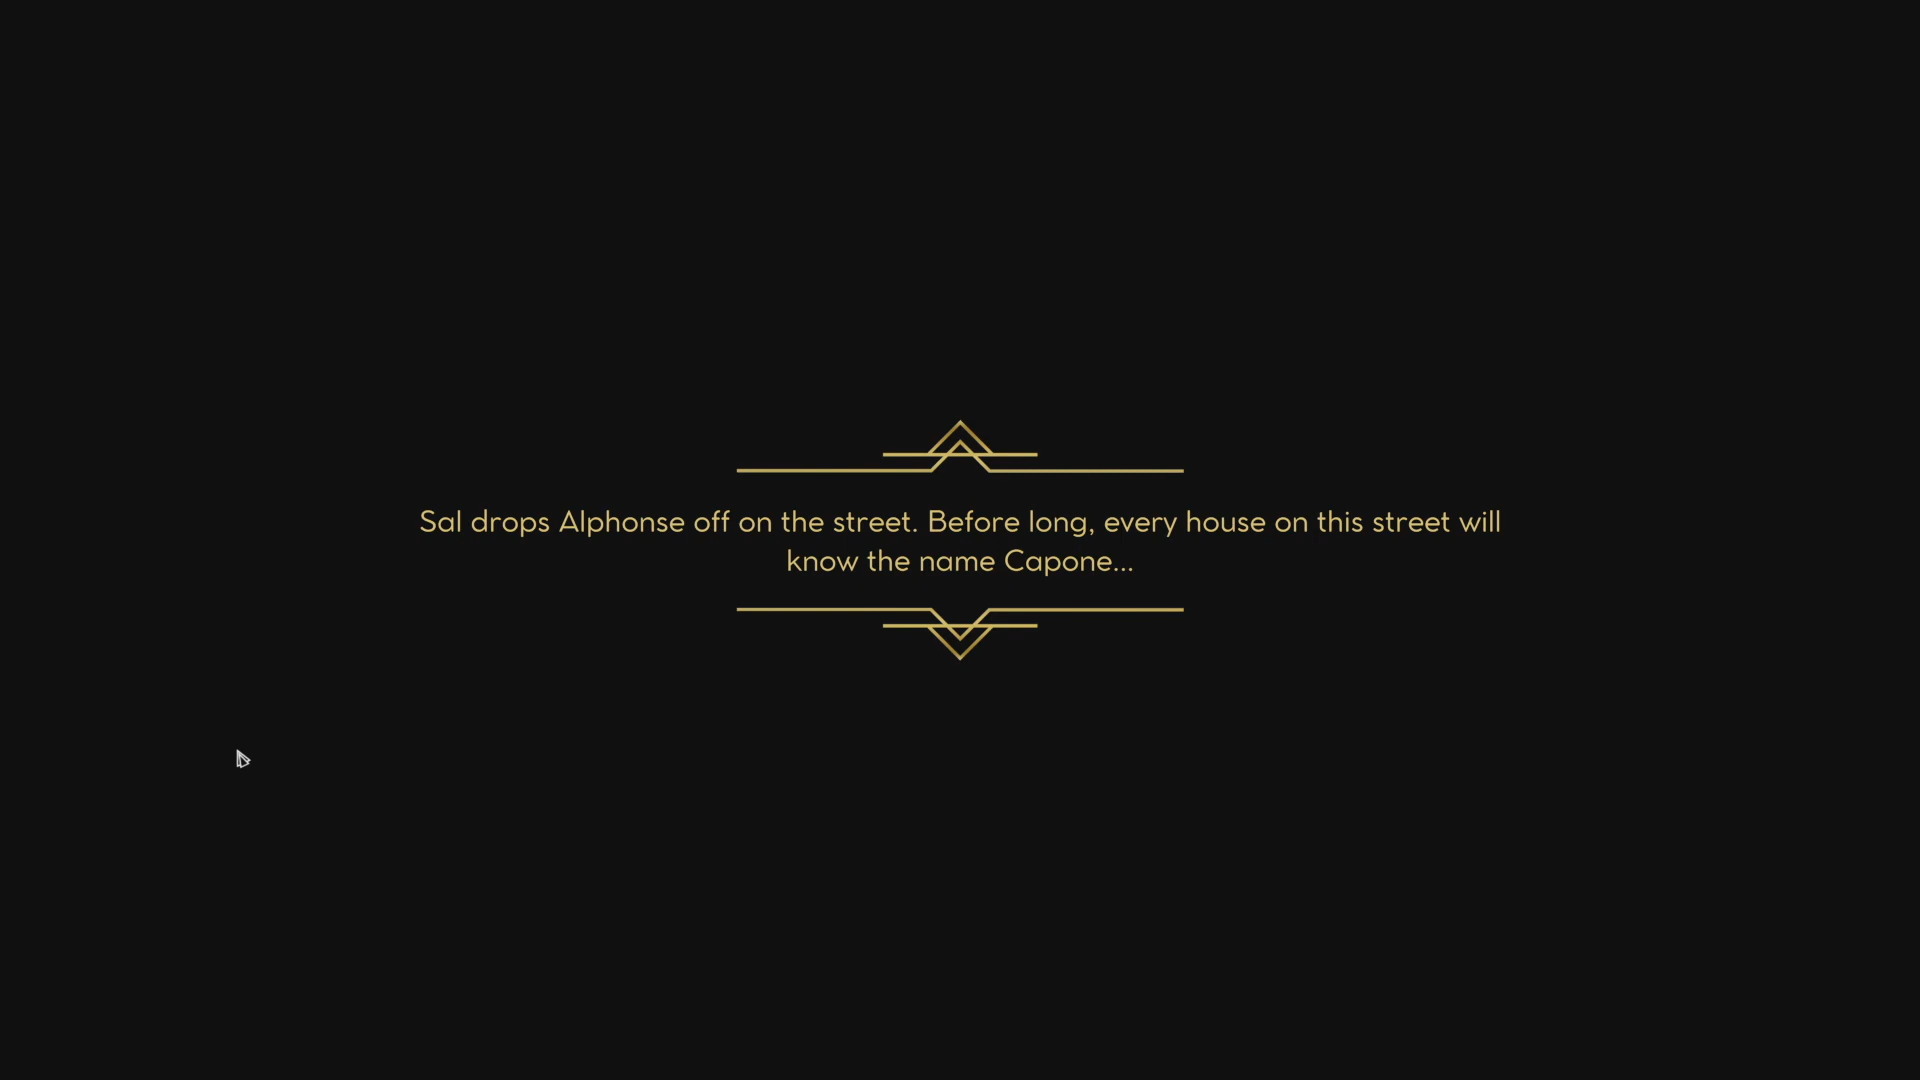 Sal drops Alphonse off on the street. Before long, every house on this street will
know the name Capone...